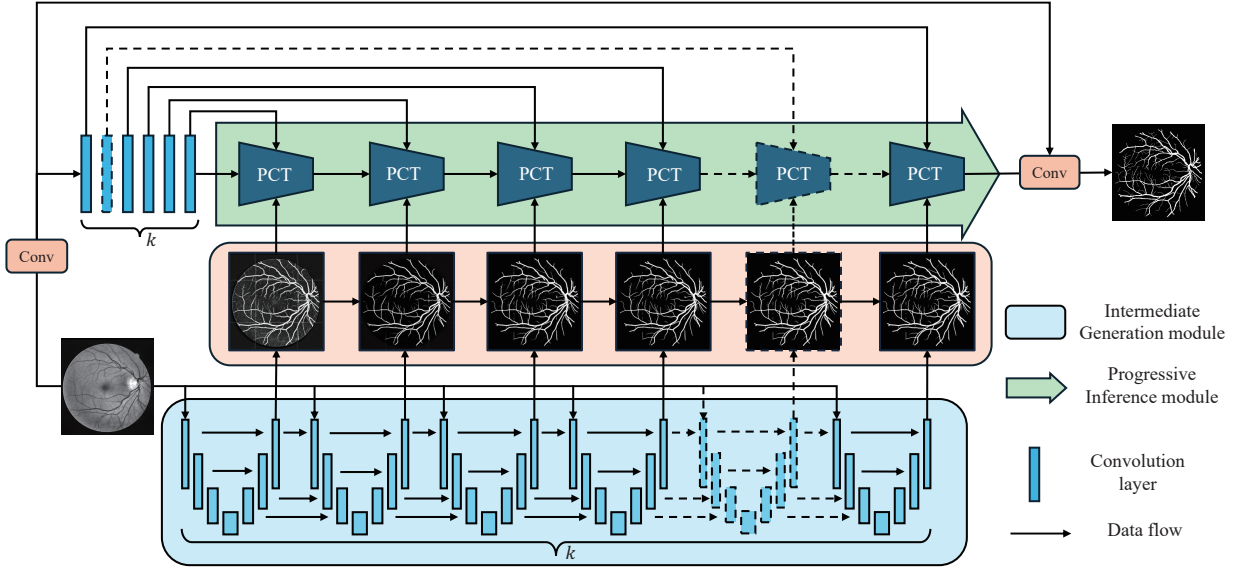 PCT
PCT
PCT
PCT
PCT
PCT
Conv
k
Conv
Intermediate
Generation module
Progressive
Inference module
Convolution
layer
Data flow
k